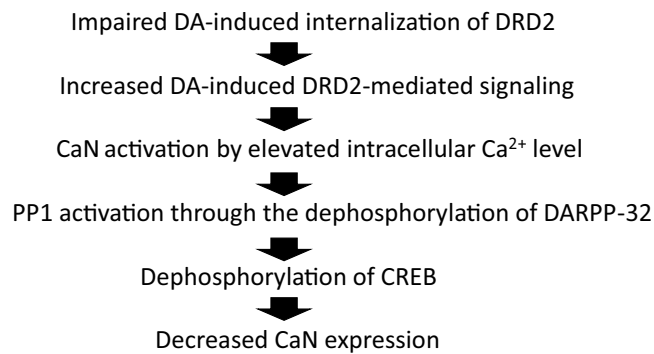 Impaired DA-induced internalization of DRD2
Increased DA-induced DRD2-mediated signaling
CaN activation by elevated intracellular Ca²⁺ level
PP1 activation through the dephosphorylation of DARPP-32
Dephosphorylation of CREB
Decreased CaN expression